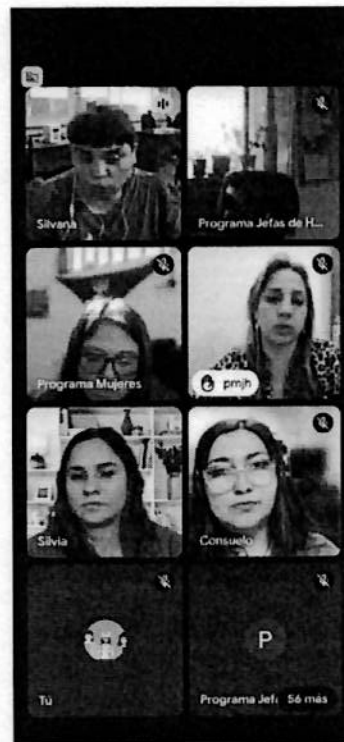 Silvana
Programa Jefas de H...
Programa Mujeres
pmjh
Silvia
Consuelo
P
Tú
Programa Jefa
56 más